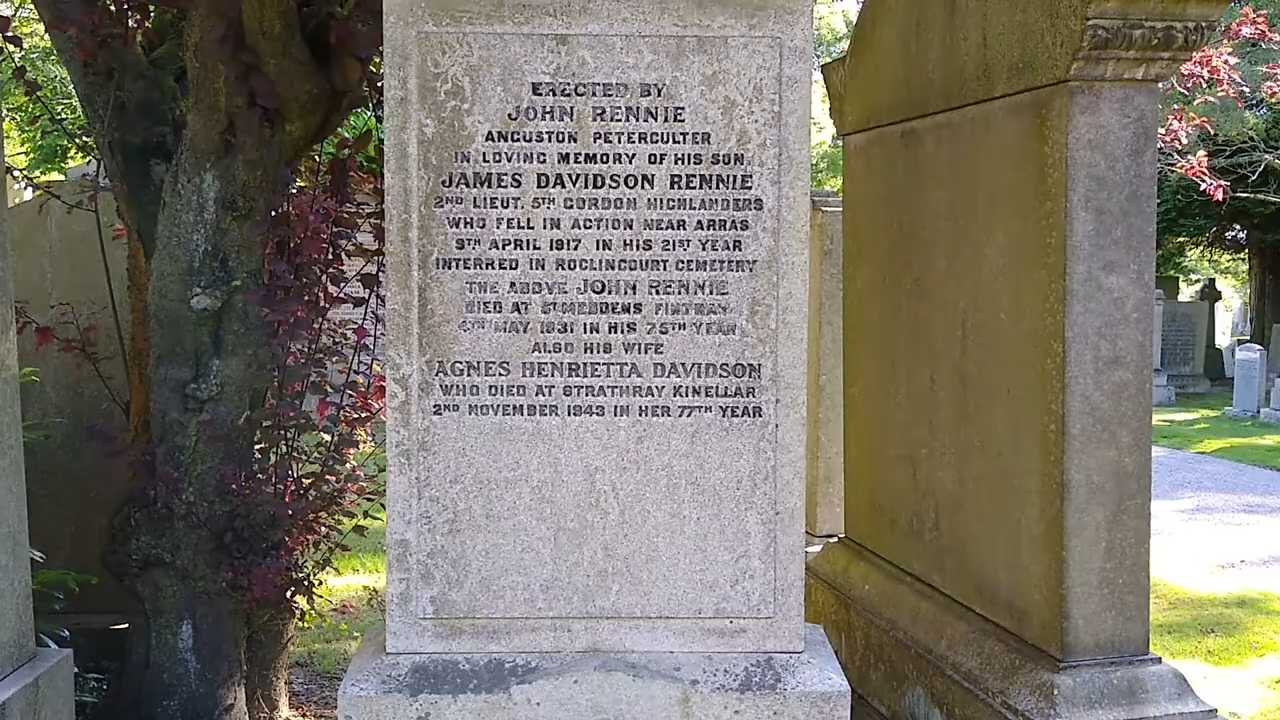 ERECTED BY
JOHN RENNIE
ANGUSTON PETERCULTER
IN LOVING MEMORY OF HIS SON
JAMES DAVIDSON RENNIE
2ND LIEUT. 5TH GORDON HIGHLANDERS
WHO FELL IN ACTION NEAR ARRAS
9TH APRIL 1917 IN HIS 21ST YEAR
INTERRED IN ROCLINCOURT CEMETERY
THE ABOVE JOHN RENNIE
DIED AT ST MEDDENS FINTRAY
4TH MAY 1931 IN HIS 75TH YEAR
ALSO HIS WIFE
AGNES HENRIETTA DAVIDSON
WHO DIED AT STRATHRAY KINELLAR
2ND NOVEMBER 1943 IN HER 77TH YEAR